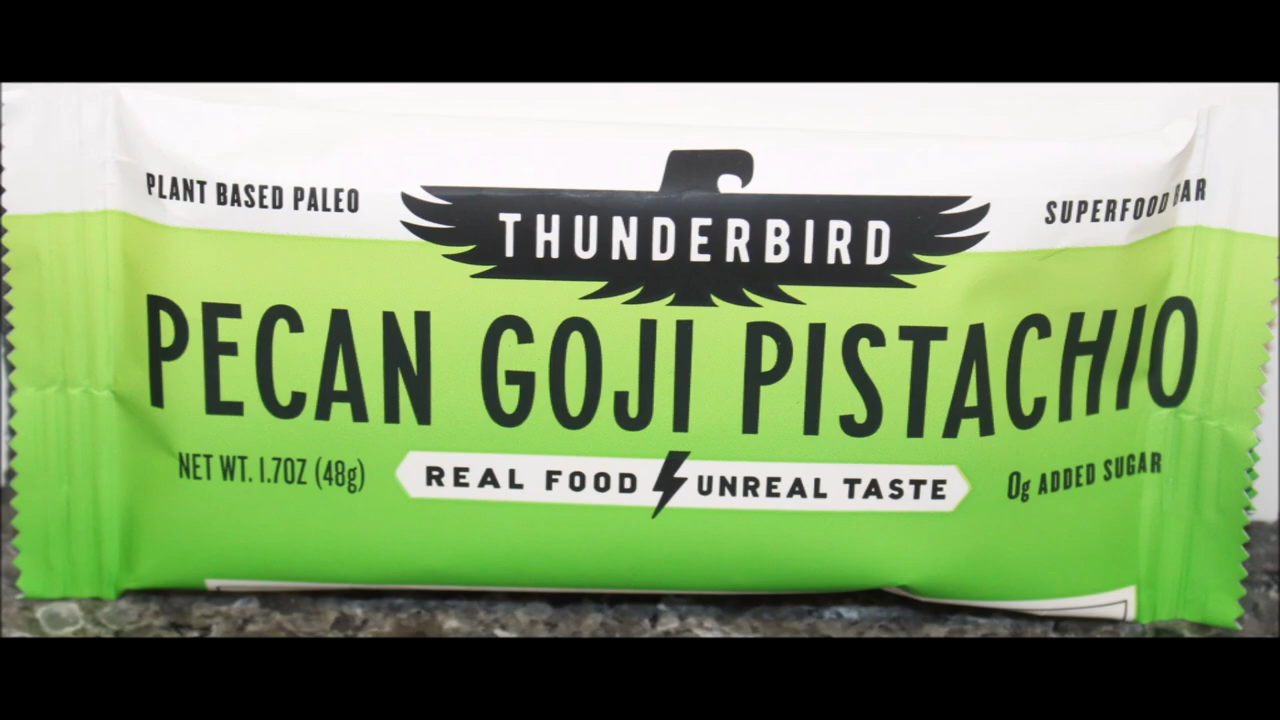 PLANT BASED PALEO
THUNDERBIRD
SUPERFOOD BAR
PECAN GOJI PISTACHIO
NET WT. 1.7OZ (48g)
REAL FOOD UNREAL TASTE
0g ADDED SUGAR